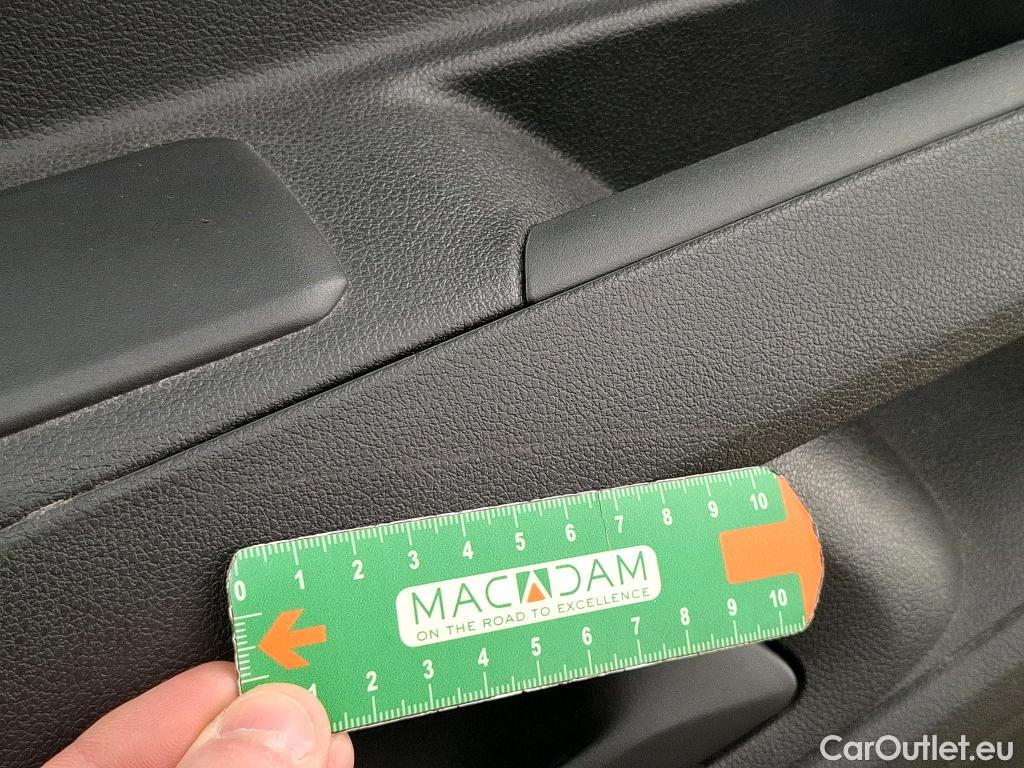 0 1 2 3 4 5 6 7 8 9 10
MACADAM
ON THE ROAD TO EXCELLENCE
1 2 3 4 5 6 7 8 9 10
CarOutlet.eu